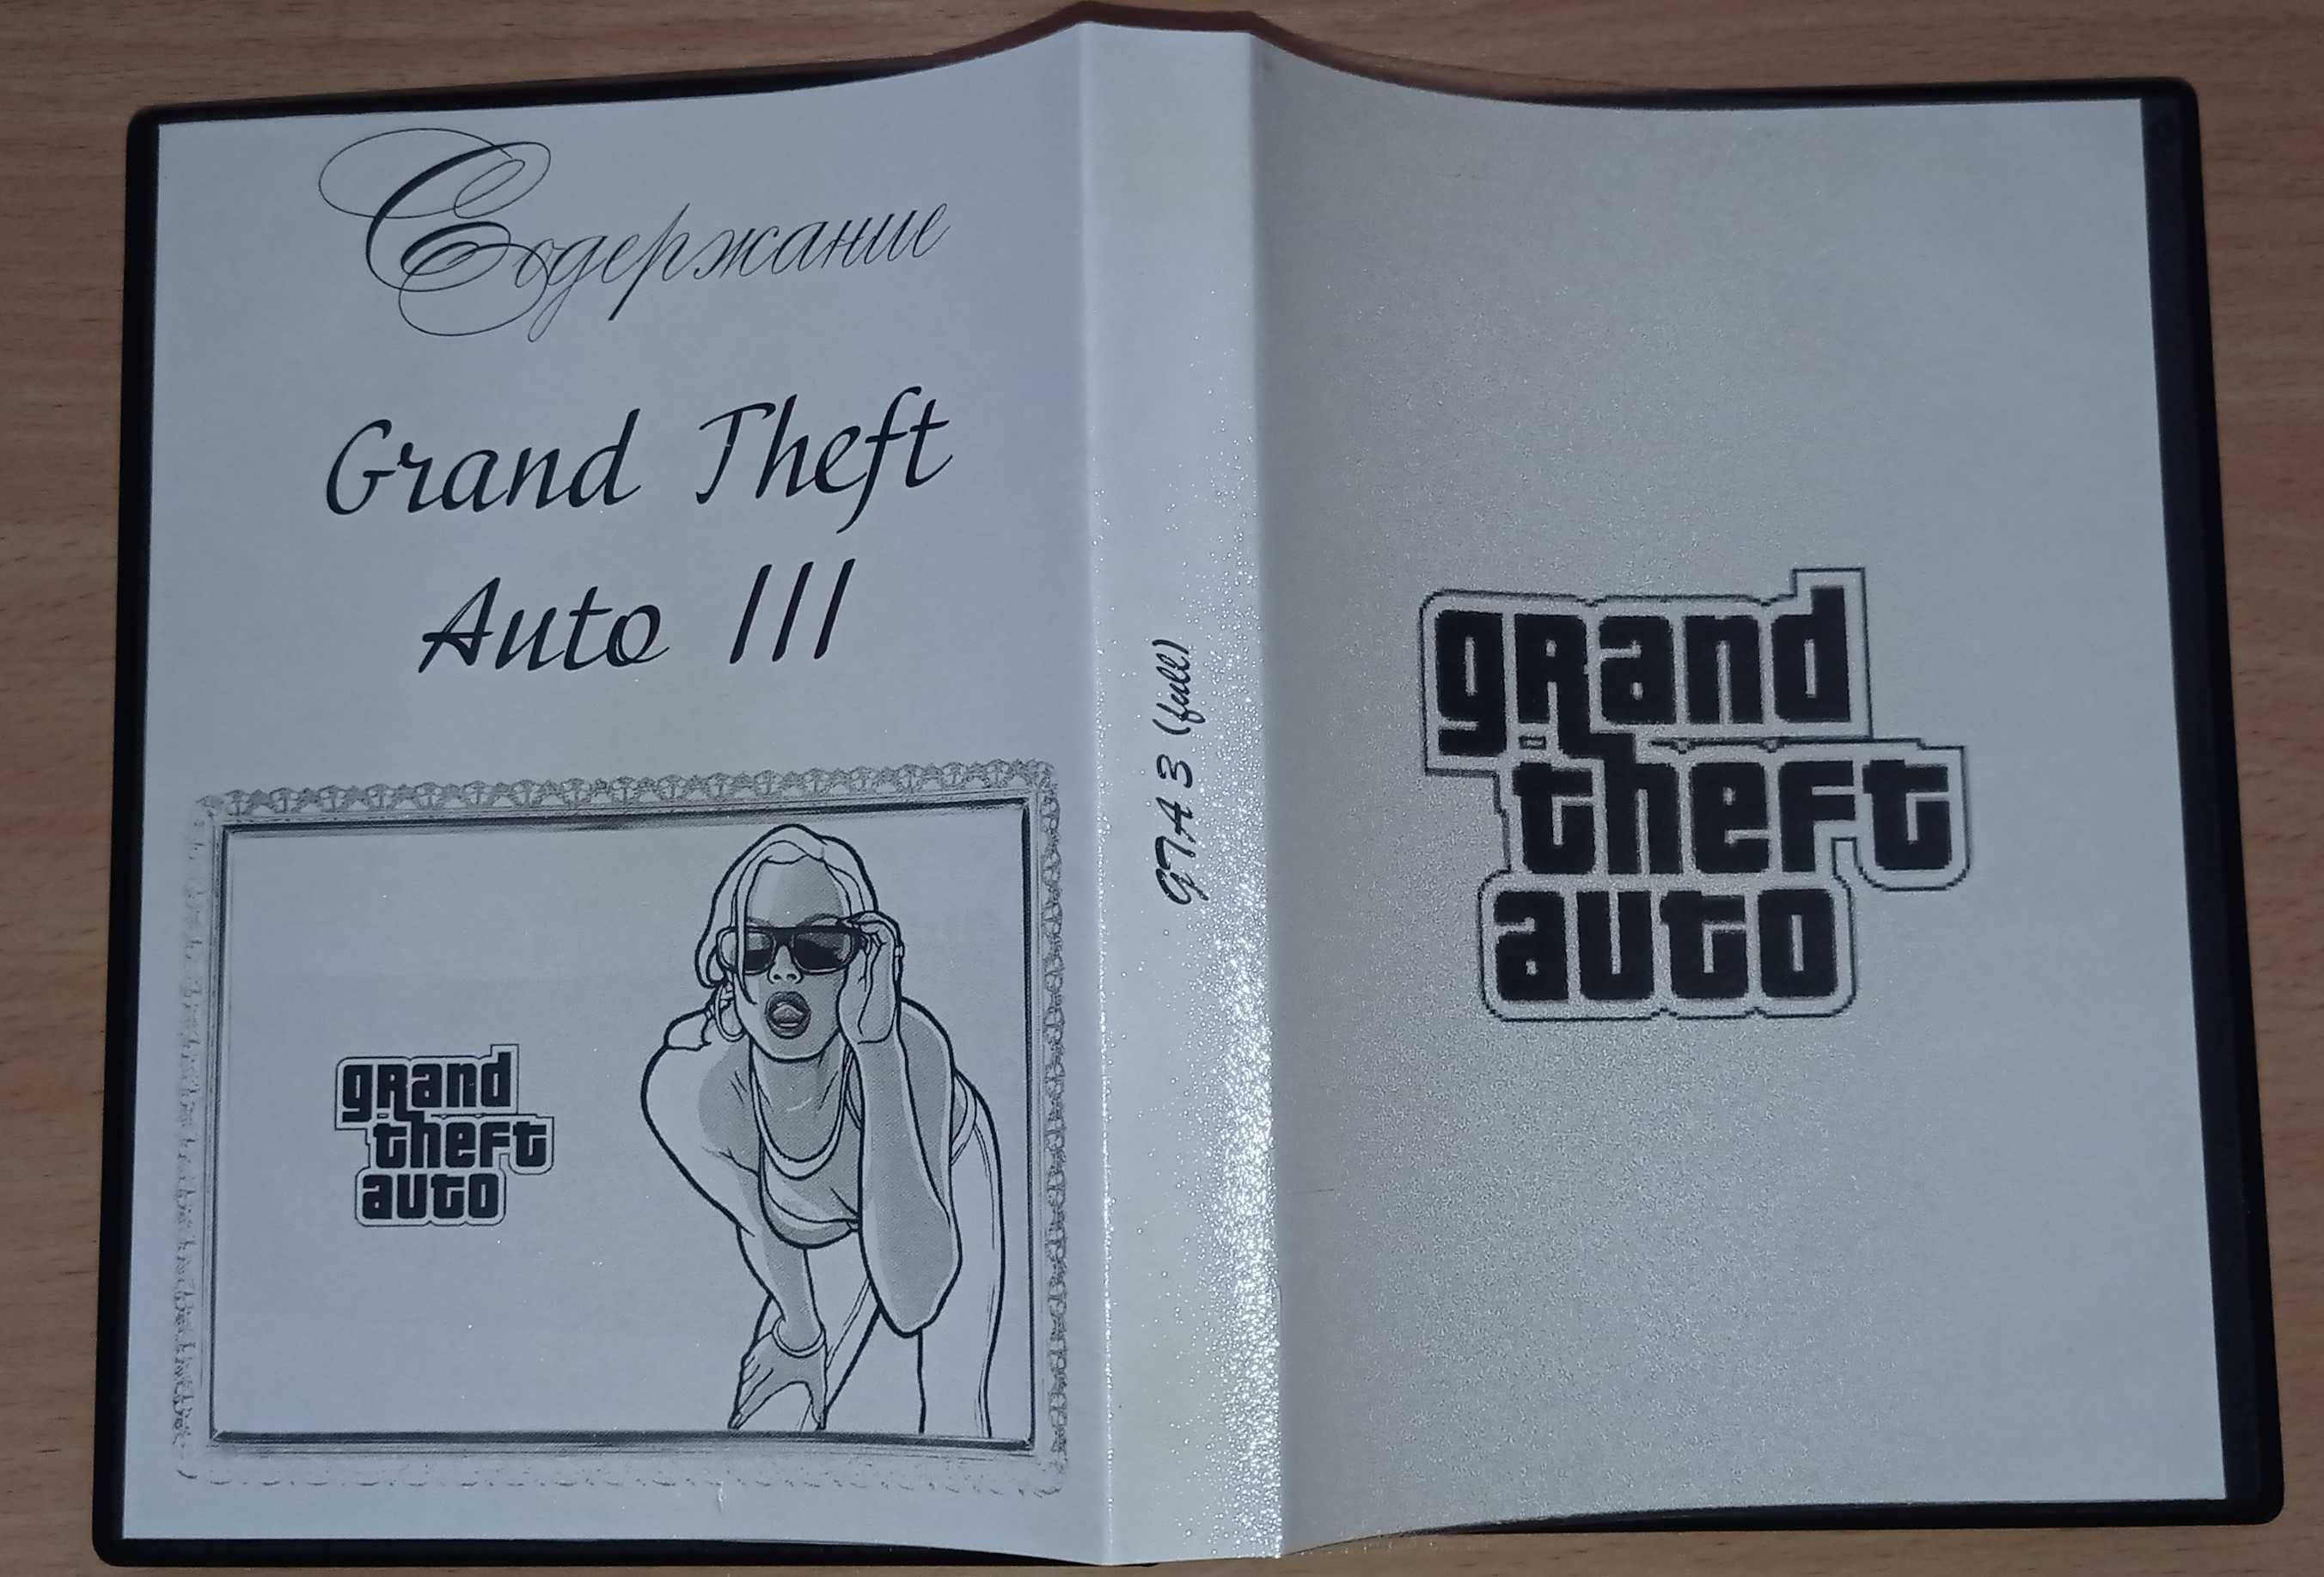 Содержание
Grand Theft
Auto III
grand
theft
auto
GTA 3 (full)
grand
theft
auto